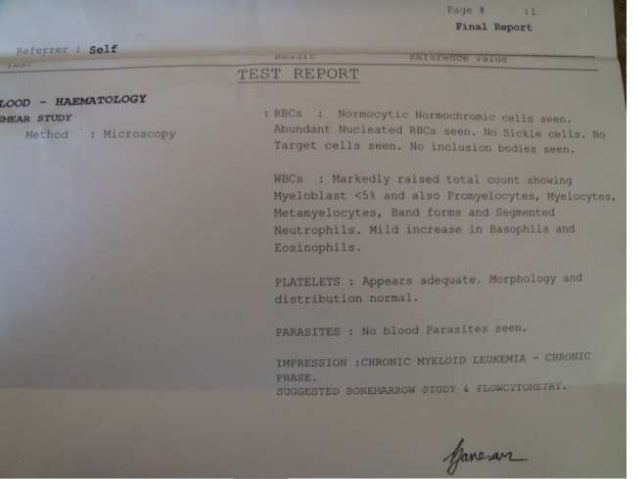 Page # :1
Final Report
Referrer : Self
Test Result Reference Value
TEST REPORT
LOOD - HAEMATOLOGY
SMEAR STUDY
Method : Microscopy
: RBCs : Normocytic Normochromic cells seen.
Abundant Nucleated RBCs seen. No Sickle cells. No
Target cells seen. No inclusion bodies seen.
WBCs : Markedly raised total count showing
Myeloblast <5% and also Promyelocytes, Myelocytes,
Metamyelocytes, Band forms and Segmented
Neutrophils. Mild increase in Basophils and
Eosinophils.
PLATELETS : Appears adequate. Morphology and
distribution normal.
PARASITES : No blood Parasites seen.
IMPRESSION :CHRONIC MYELOID LEUKEMIA - CHRONIC
PHASE.
SUGGESTED BONEMARROW STUDY & FLOWCYTOMETRY.